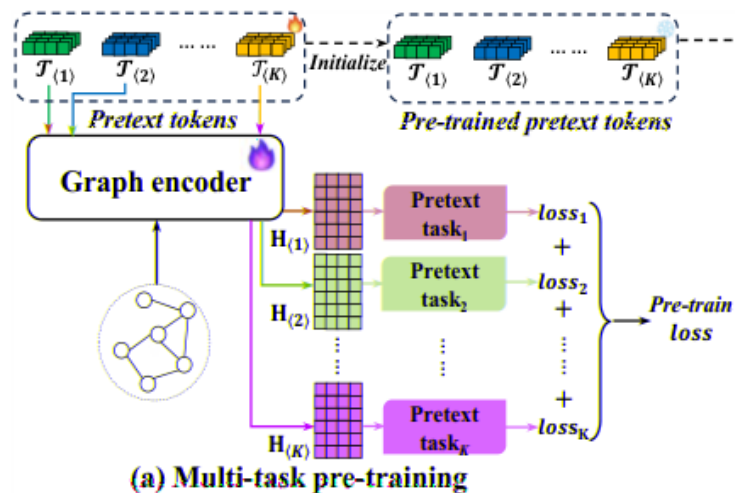 𝒯⟨1⟩ 𝒯⟨2⟩ ... ... 𝒯⟨K⟩
Pretext tokens
Initialize
𝒯⟨1⟩ 𝒯⟨2⟩ ... ... 𝒯⟨K⟩
Pre-trained pretext tokens
Graph encoder
H⟨1⟩
Pretext
task₁
loss₁
+
H⟨2⟩
Pretext
task₂
loss₂
+
Pre-train
loss
+
H⟨K⟩
Pretext
taskK
lossK
(a) Multi-task pre-training